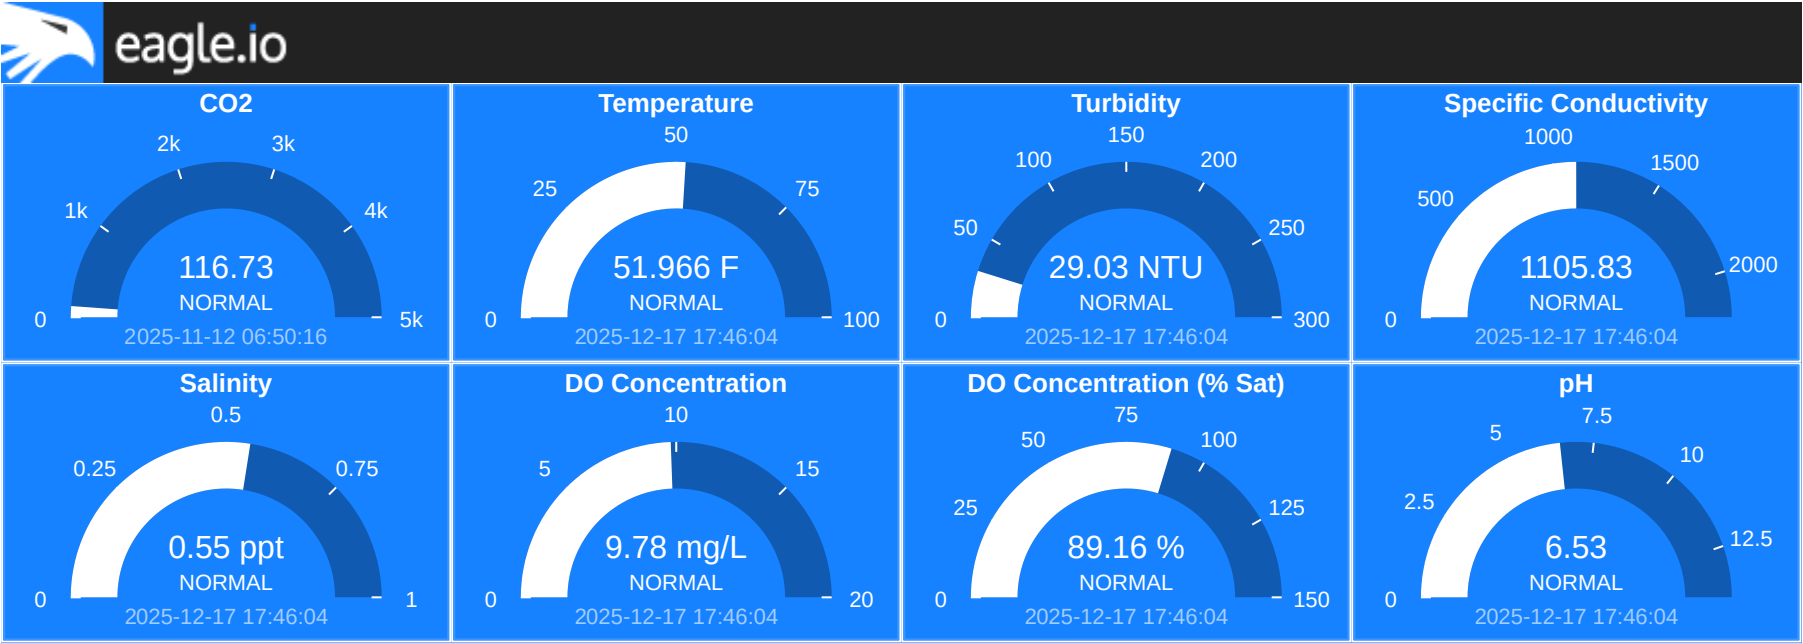 eagle.io
CO2
2k 3k
1k 4k
116.73
NORMAL
0 5k
2025-11-12 06:50:16
Temperature
50
25 75
51.966 F
NORMAL
0 100
2025-12-17 17:46:04
Turbidity
150
100 200
50 250
29.03 NTU
NORMAL
0 300
2025-12-17 17:46:04
Specific Conductivity
1000
1500
500
2000
1105.83
NORMAL
0
2025-12-17 17:46:04
Salinity
0.5
0.25 0.75
0.55 ppt
NORMAL
0 1
2025-12-17 17:46:04
DO Concentration
10
5 15
9.78 mg/L
NORMAL
0 20
2025-12-17 17:46:04
DO Concentration (% Sat)
75
50 100
25 125
89.16 %
NORMAL
0 150
2025-12-17 17:46:04
pH
7.5
5
10
2.5
12.5
6.53
NORMAL
0
2025-12-17 17:46:04